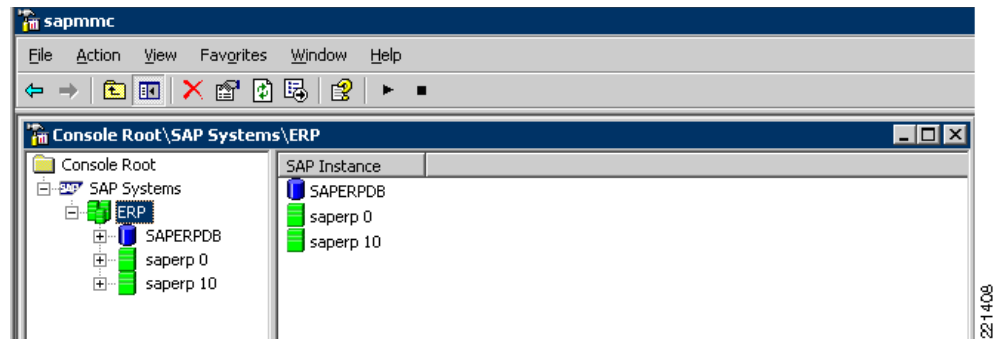 sapmmc
File Action View Favorites Window Help
Console Root\SAP Systems\ERP
Console Root
SAP Instance
SAP SAP Systems
SAPERPDB
ERP
saperp 0
SAPERPDB
saperp 10
saperp 0
saperp 10
221408